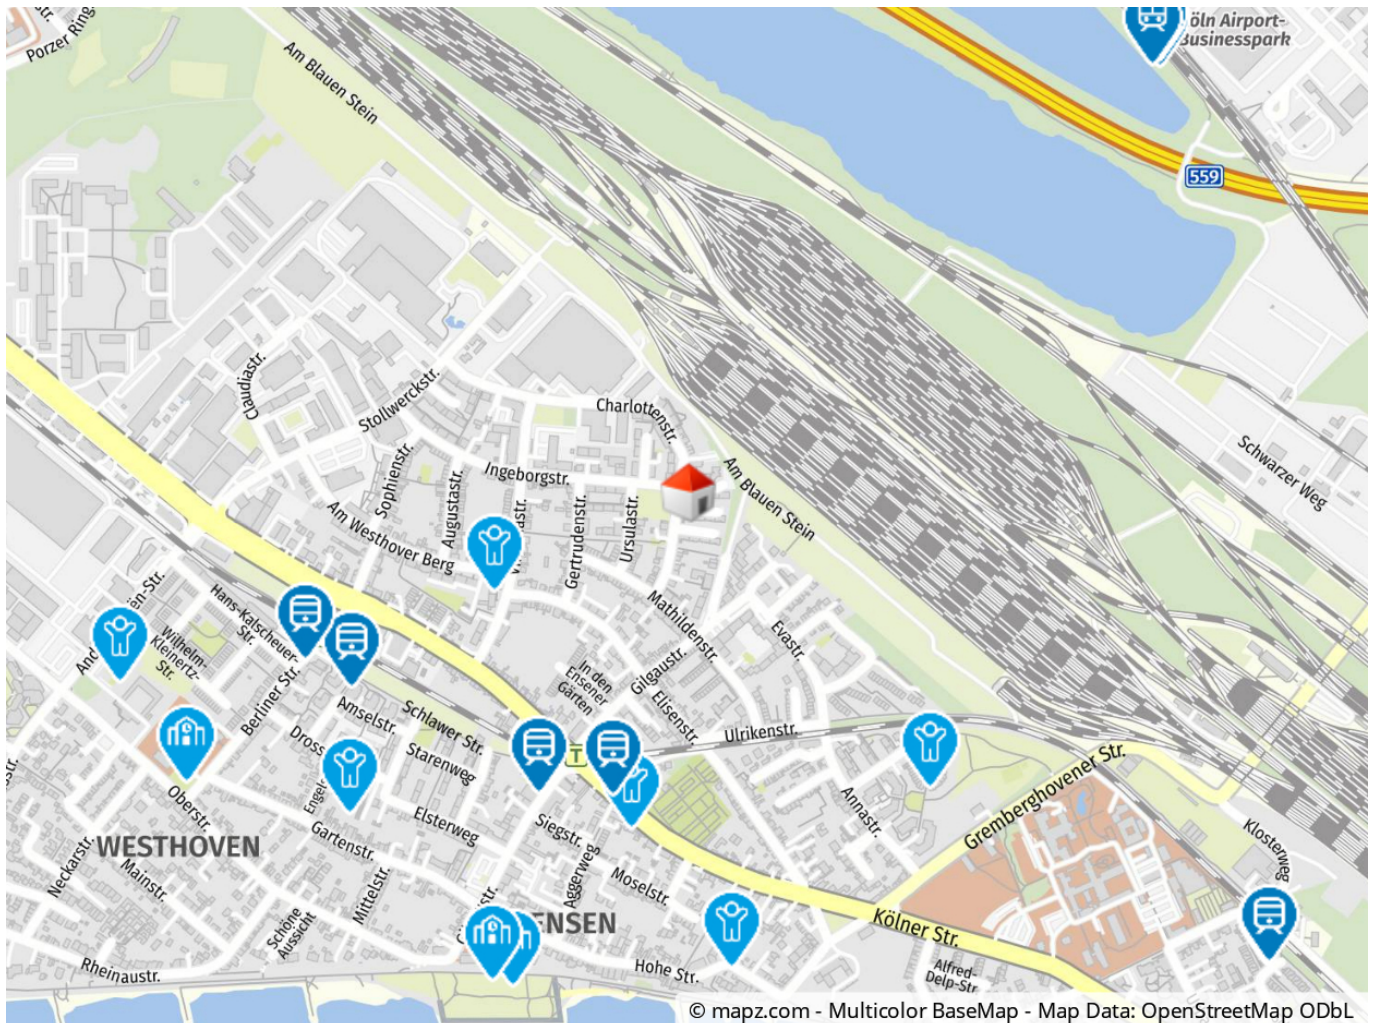 str.
Porzer Ring
Am Blauen Stein
öln Airport-
Businesspark
559
Claudiastr.
Stollwerckstr.
Charlottenstr.
Schwarzer Weg
Sophienstr.
Augustastr.
Ingeborgstr.
Am Blauen Stein
Gertrudenstr.
Ursulastr.
Am Westhover Berg
Hans-Kalscheuer-
Str.
Wilhelm-
Kleinertz-
Str.
Berliner Str.
Mathildenstr.
Evastr.
Gilgaustr.
In den
Ensener
Gärten
Elisenstr.
Amselstr.
Schlawer Str.
Starenweg
T
Ulrikenstr.
Annastr.
Gremberghovener Str.
Klosterweg
Oberstr.
Gartenstr.
Elsterweg
Siegstr.
Aggerweg
Moselstr.
WESTHOVEN
Neckarstr.
Mainstr.
Mittelstr.
Schöne
Aussicht
ENSEN
Kölner Str.
Rheinaustr.
Hohe Str.
Alfred-
Delp-Str.
© mapz.com - Multicolor BaseMap - Map Data: OpenStreetMap ODbL